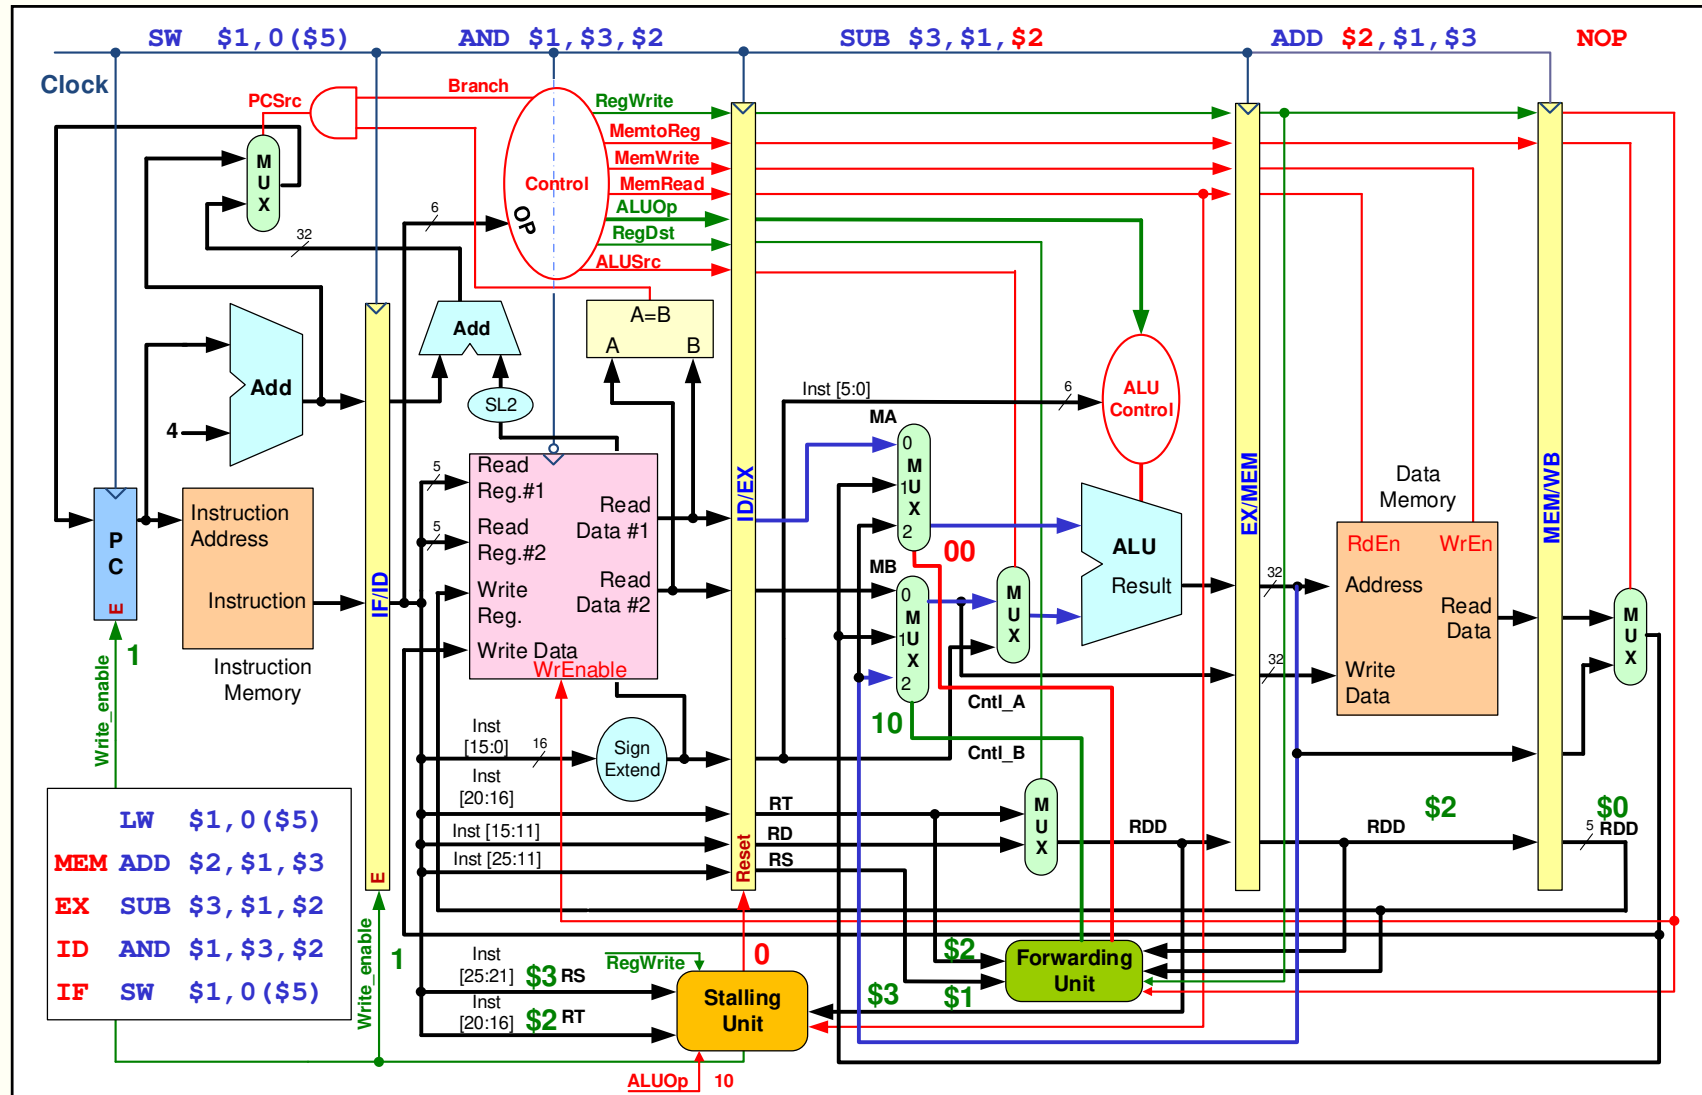 SW $1,0($5) AND $1,$3,$2 SUB $3,$1,$2 ADD $2,$1,$3 NOP
Clock
PCSrc
Branch
RegWrite
MemtoReg
MemWrite
MemRead
ALUOp
RegDst
ALUSrc
Control
OP
MUX
6
32
Add
4
Add
SL2
A=B
A B
Inst [5:0]
6
ALU
Control
MA
0
1
2
MUX
MB
0
1
2
MUX
00
10
MUX
ALU
Result
Cntl_A
Cntl_B
PC
E
Instruction
Address
Instruction
Instruction
Memory
IF/ID
E
5
5
Read
Reg.#1
Read
Reg.#2
Write
Reg.
Write Data
WrEnable
Read
Data #1
Read
Data #2
ID/EX
Reset
EX/MEM
MEM/WB
32
32
Data
Memory
RdEn WrEn
Address
Read
Data
Write
Data
MUX
Write_enable
1
Inst
[15:0]
16
Sign
Extend
Inst
[20:16]
Inst [15:11]
Inst [25:11]
RT
RD
RS
MUX
RDD
RDD
$2
$0
5
RDD
LW $1,0($5)
MEM ADD $2,$1,$3
EX SUB $3,$1,$2
ID AND $1,$3,$2
IF SW $1,0($5)
Write_enable
1
Inst
[25:21]
$3 RS
Inst
[20:16]
$2 RT
RegWrite
0
Stalling
Unit
ALUOp 10
$3
$2
$1
Forwarding
Unit